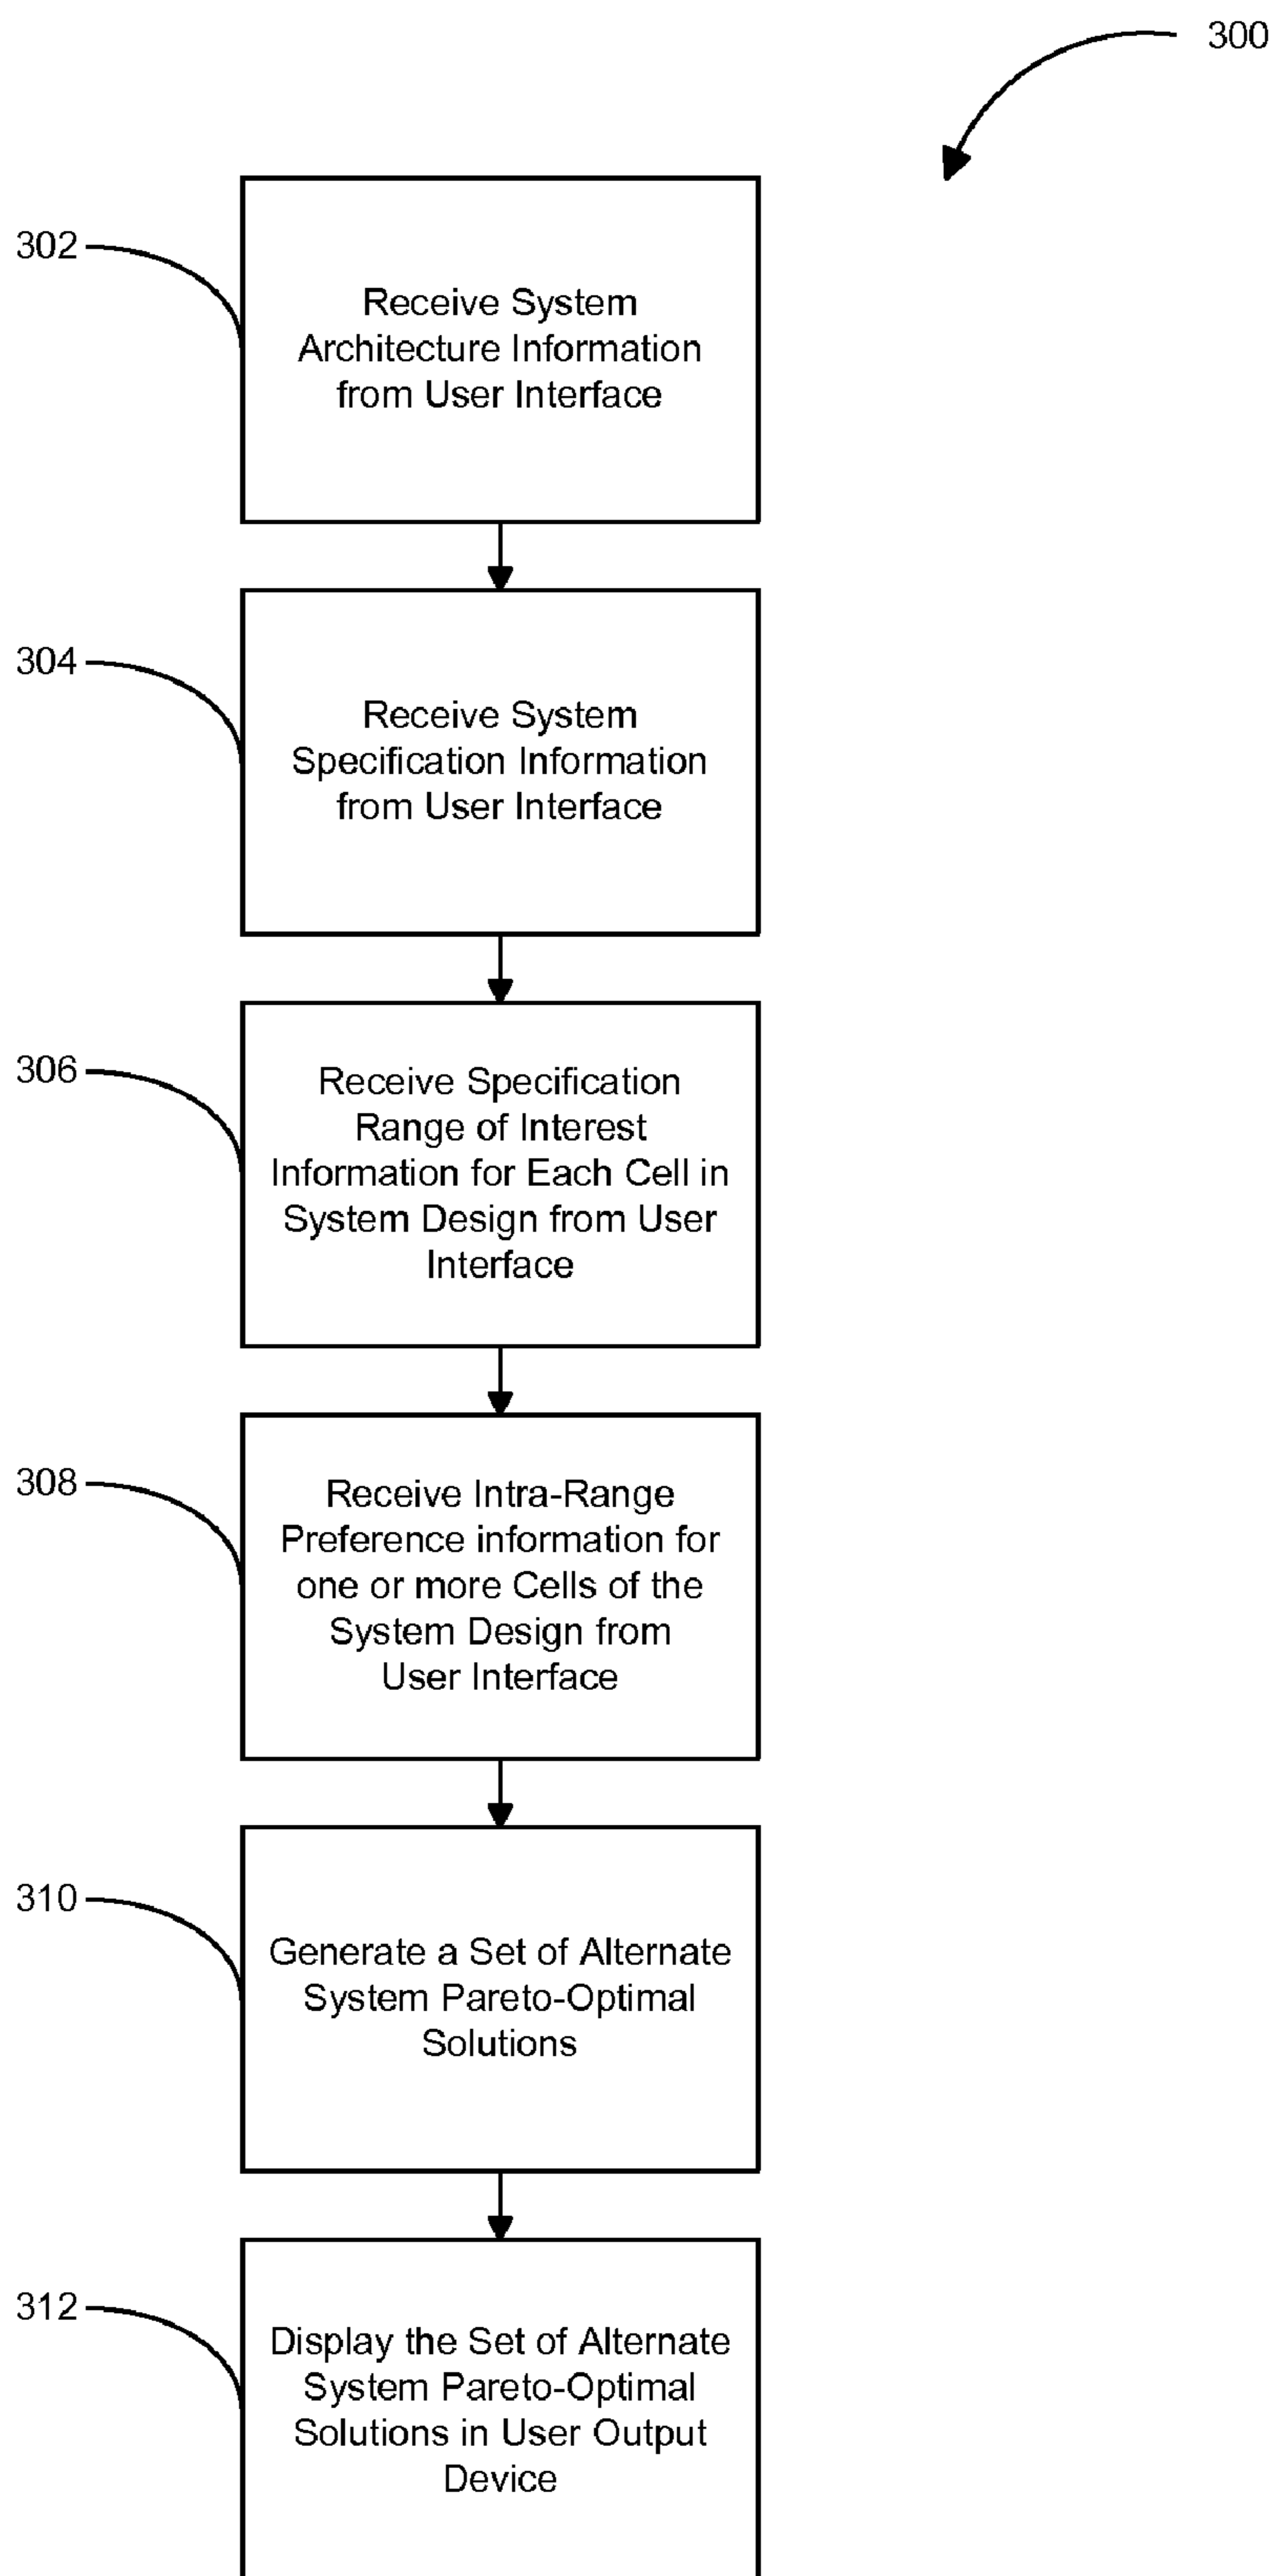 300
302
Receive System
Architecture Information
from User Interface
304
Receive System
Specification Information
from User Interface
306
Receive Specification
Range of Interest
Information for Each Cell in
System Design from User
Interface
308
Receive Intra-Range
Preference information for
one or more Cells of the
System Design from
User Interface
310
Generate a Set of Alternate
System Pareto-Optimal
Solutions
312
Display the Set of Alternate
System Pareto-Optimal
Solutions in User Output
Device